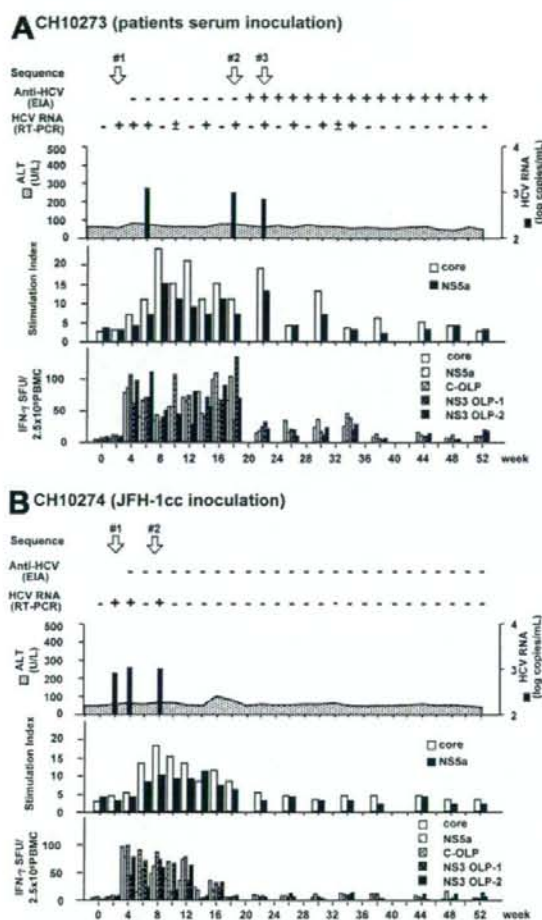 A CH10273 (patients serum inoculation)
#1 #2 #3
Sequence
Anti-HCV (EIA) - - - - - - - - + + + + + + + + + + + + + + + + +
HCV RNA (RT-PCR) - + + + - ± - + - + - + - + - + ± + - - - - - - - - -
ALT (U/L)
500
400
300
200
100
0
HCV RNA (log copies/mL)
4
3
2
Stimulation Index
20
15
10
5
0
core
NS5a
IFN-γ SFU/ 2.5x10⁵PBMC
100
50
0
core
NS5a
C-OLP
NS3 OLP-1
NS3 OLP-2
0 4 8 12 16 20 24 28 32 36 40 44 48 52 week
B CH10274 (JFH-1cc inoculation)
#1 #2
Sequence
Anti-HCV (EIA) - - - - - - - - - - - - - - - - - - - - - - - - -
HCV RNA (RT-PCR) - + + - + - - - - - - - - - - - - - - - - - - - - - -
ALT (U/L)
500
400
300
200
100
0
HCV RNA (log copies/mL)
4
3
2
Stimulation Index
20
15
10
5
0
core
NS5a
IFN-γ SFU/ 2.5x10⁵PBMC
100
50
0
core
NS5a
C-OLP
NS3 OLP-1
NS3 OLP-2
0 4 8 12 16 20 24 28 32 36 40 44 48 52 week